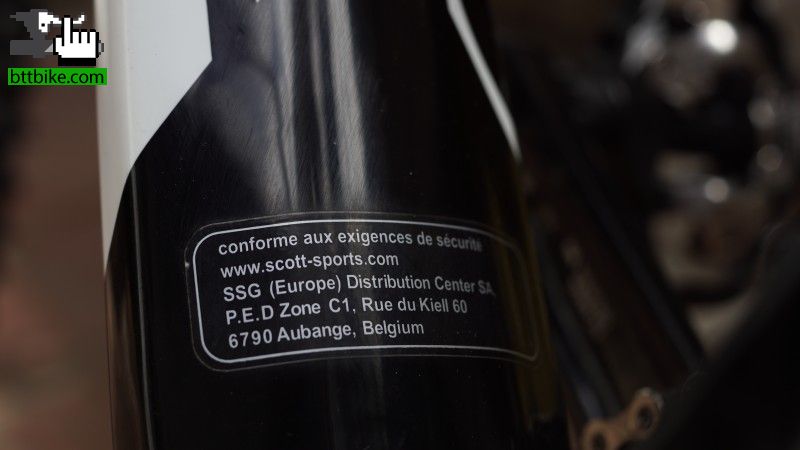 bttbike.com
conforme aux exigences de sécurité
www.scott-sports.com
SSG (Europe) Distribution Center SA,
P.E.D Zone C1, Rue du Kiell 60
6790 Aubange, Belgium